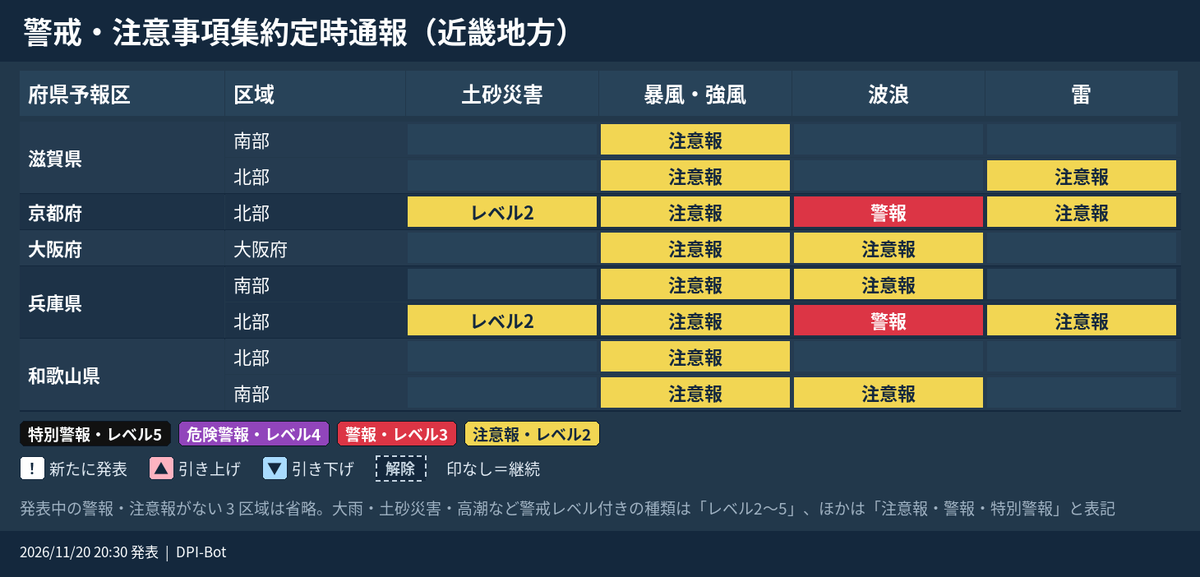 警戒・注意事項集約定時通報（近畿地方）
府県予報区 区域 土砂災害 暴風・強風 波浪 雷
滋賀県 南部 注意報
北部 注意報 注意報
京都府 北部 レベル2 注意報 警報 注意報
大阪府 大阪府 注意報 注意報
兵庫県 南部 注意報 注意報
北部 レベル2 注意報 警報 注意報
和歌山県 北部 注意報
南部 注意報 注意報
特別警報・レベル5 危険警報・レベル4 警報・レベル3 注意報・レベル2
! 新たに発表 ▲ 引き上げ ▼ 引き下げ 解除 印なし＝継続
発表中の警報・注意報がない 3 区域は省略。大雨・土砂災害・高潮など警戒レベル付きの種類は「レベル2〜5」、ほかは「注意報・警報・特別警報」と表記
2026/11/20 20:30 発表 | DPI-Bot